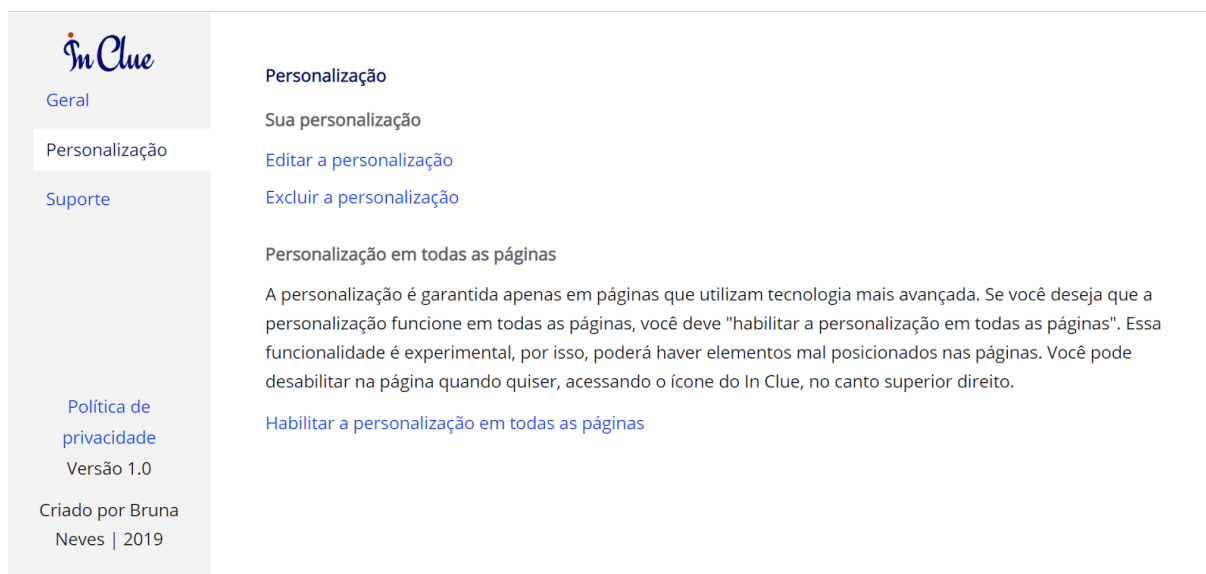 In Clue
Geral
Personalização
Suporte
Política de
privacidade
Versão 1.0
Criado por Bruna
Neves | 2019
Personalização
Sua personalização
Editar a personalização
Excluir a personalização
Personalização em todas as páginas
A personalização é garantida apenas em páginas que utilizam tecnologia mais avançada. Se você deseja que a
personalização funcione em todas as páginas, você deve "habilitar a personalização em todas as páginas". Essa
funcionalidade é experimental, por isso, poderá haver elementos mal posicionados nas páginas. Você pode
desabilitar na página quando quiser, acessando o ícone do In Clue, no canto superior direito.
Habilitar a personalização em todas as páginas